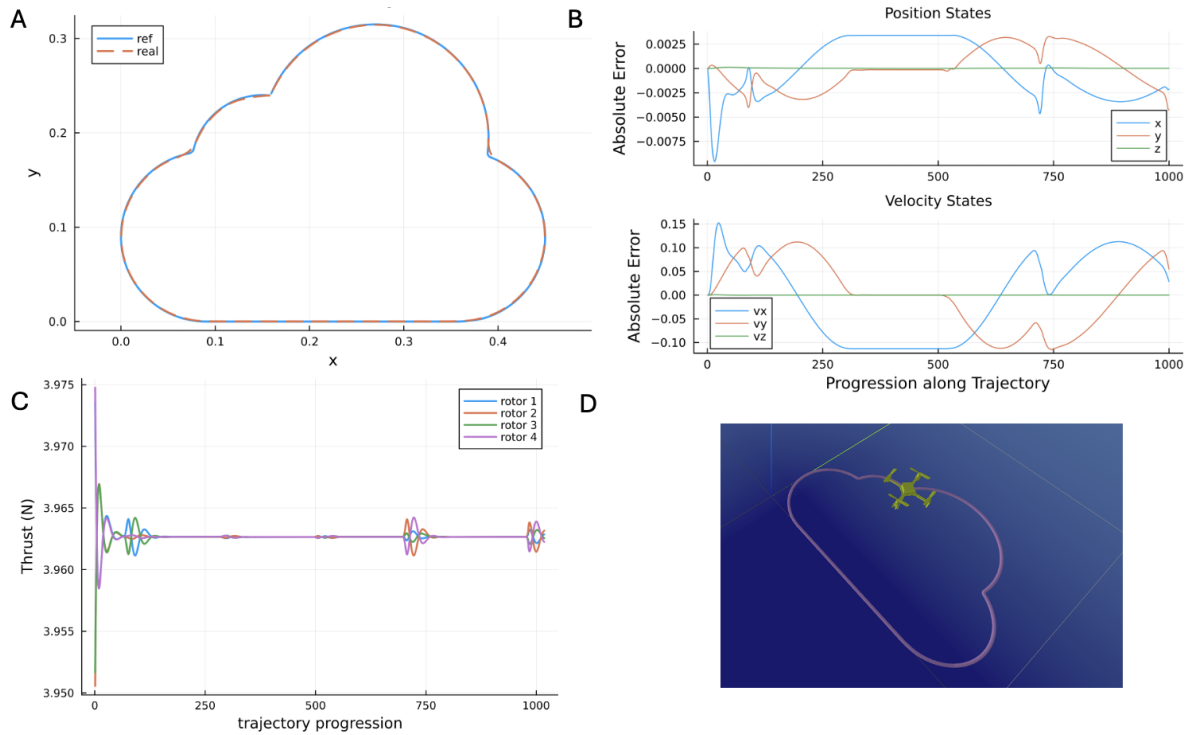 A
ref
real
0.3
0.2
0.1
0.0
y
0.0
0.1
0.2
0.3
0.4
x
B
Position States
0.0025
0.0000
-0.0025
-0.0050
-0.0075
Absolute Error
x
y
z
0
250
500
750
1000
Velocity States
0.15
0.10
0.05
0.00
-0.05
-0.10
Absolute Error
vx
vy
vz
0
250
500
750
1000
Progression along Trajectory
C
3.975
3.970
3.965
3.960
3.955
3.950
Thrust (N)
rotor 1
rotor 2
rotor 3
rotor 4
0
250
500
750
1000
trajectory progression
D